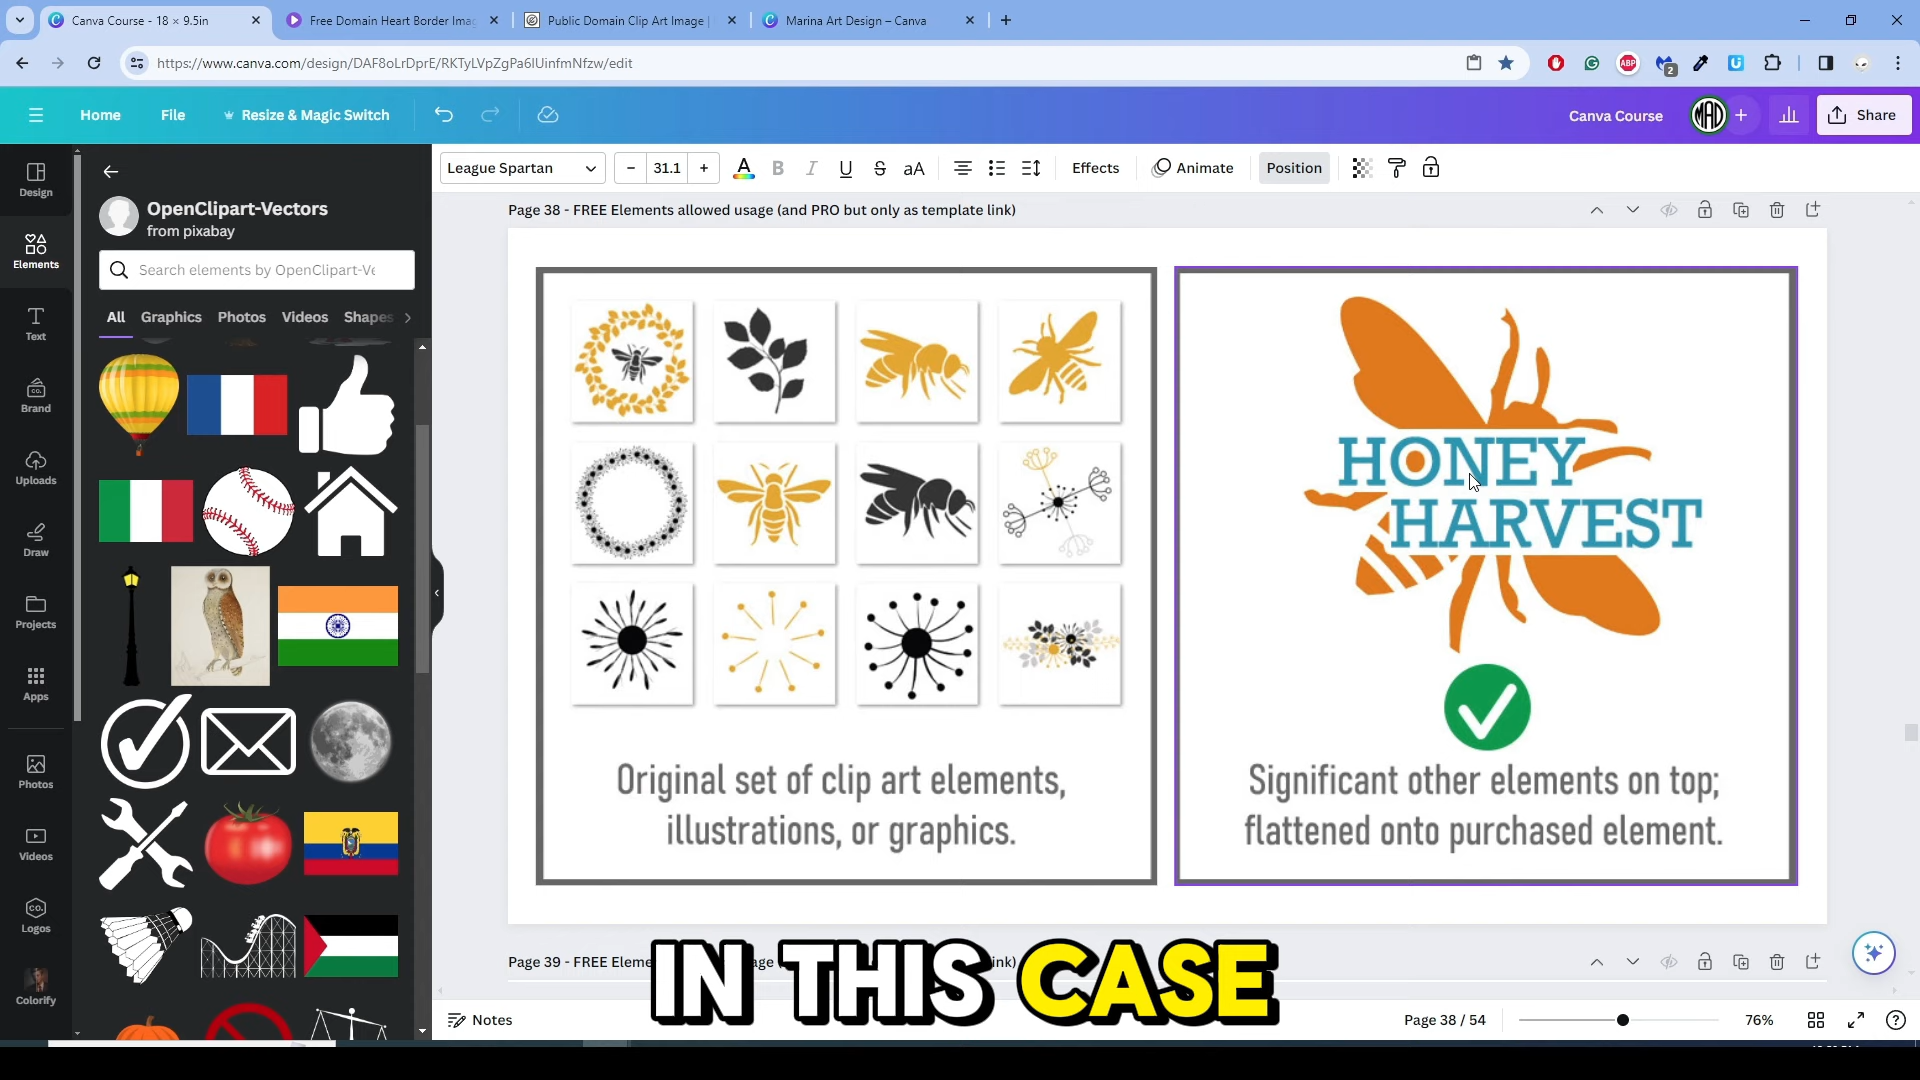 Canva Course - 18 × 9.5in
Free Domain Heart Border Imag
Public Domain Clip Art Image |
Marina Art Design – Canva
https://www.canva.com/design/DAF8oLrDprE/RKTyLVpZgPa6IUinfmNfzw/edit
ABP
2
Home
File
Resize & Magic Switch
Canva Course
MAD
Share
Design
Elements
Text
Brand
Uploads
Draw
Projects
Apps
Photos
Videos
Logos
Colorify
OpenClipart-Vectors
from pixabay
Search elements by OpenClipart-Ve
All
Graphics
Photos
Videos
Shapes
League Spartan
31.1
A
B
I
U
S
aA
Effects
Animate
Position
Page 38 - FREE Elements allowed usage (and PRO but only as template link)
HONEY
HARVEST
Original set of clip art elements,
illustrations, or graphics.
Significant other elements on top;
flattened onto purchased element.
Page 39 - FREE Eleme
IN THIS CASE
Notes
Page 38 / 54
76%